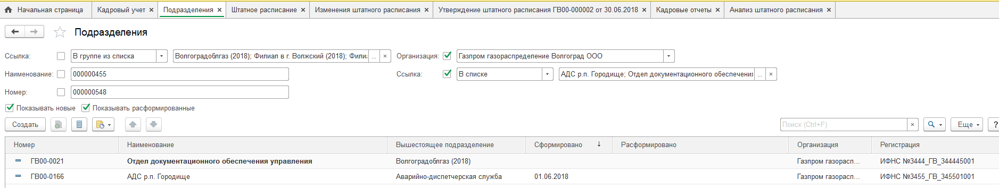 Начальная страница Кадровый учет × Подразделения × Штатное расписание × Изменения штатного расписания × Утверждение штатного расписания ГВ00-000002 от 30.06.2018 × Кадровые отчеты × Анализ штатного расписания ×
Подразделения
Ссылка: В группе из списка Волгоградоблгаз (2018); Филиал в г. Волжский (2018); Фили ... × Организация: Газпром газораспределение Волгоград ООО
Наименование: 000000455 Ссылка: В списке АДС р.п. Городище; Отдел документационного обеспечения ... ×
Номер: 000000548
Показывать новые Показывать расформированные
Создать Поиск (Ctrl+F) × Еще ?
Номер Наименование Вышестоящее подразделение Сформировано ↓ Расформировано Организация Регистрация
ГВ00-0021 Отдел документационного обеспечения управления Волгоградоблгаз (2018) Газпром газорасп... ИФНС №3444_ГВ_344445001
ГВ00-0166 АДС р.п. Городище Аварийно-диспетчерская служба 01.06.2018 Газпром газорасп... ИФНС №3455_ГВ_345501001